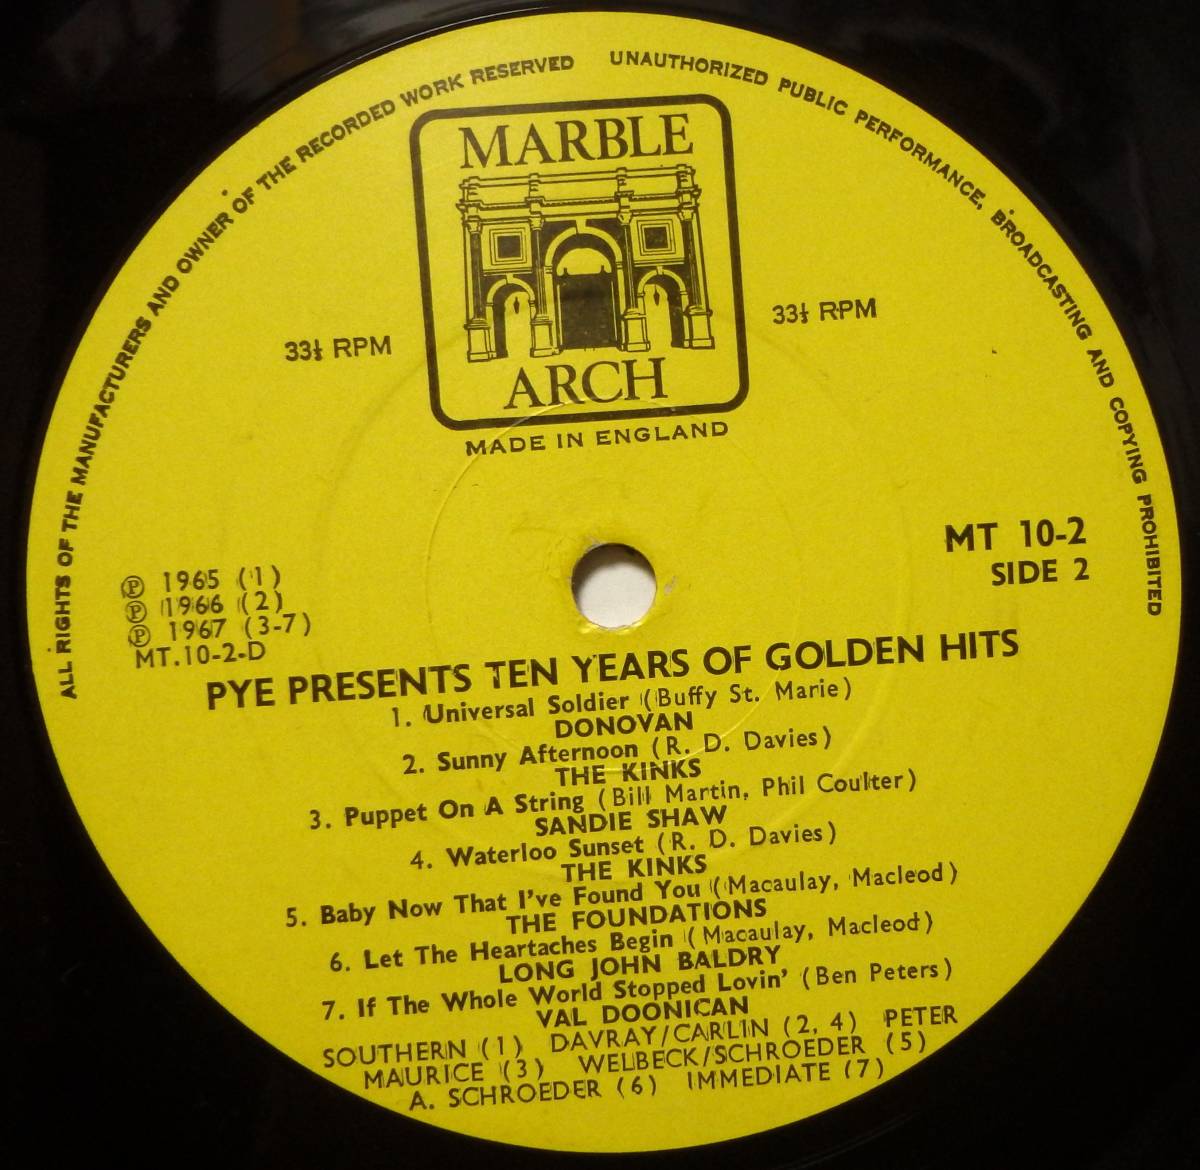 ALL RIGHTS OF THE MANUFACTURERS AND OWNER OF THE RECORDED WORK RESERVED
UNAUTHORIZED PUBLIC PERFORMANCE, BROADCASTING AND COPYING PROHIBITED
MARBLE
ARCH
33⅓ RPM
33⅓ RPM
MADE IN ENGLAND
MT 10-2
SIDE 2
℗ 1965 (1)
℗ 1966 (2)
℗ 1967 (3-7)
MT.10-2-D
PYE PRESENTS TEN YEARS OF GOLDEN HITS
1. Universal Soldier (Buffy St. Marie)
DONOVAN
2. Sunny Afternoon (R. D. Davies)
THE KINKS
3. Puppet On A String (Bill Martin, Phil Coulter)
SANDIE SHAW
4. Waterloo Sunset (R. D. Davies)
THE KINKS
5. Baby Now That I've Found You (Macaulay, Macleod)
THE FOUNDATIONS
6. Let The Heartaches Begin (Macaulay, Macleod)
LONG JOHN BALDRY
7. If The Whole World Stopped Lovin' (Ben Peters)
VAL DOONICAN
SOUTHERN (1) DAVRAY/CARLIN (2, 4) PETER
MAURICE (3) WELBECK/SCHROEDER (5)
A. SCHROEDER (6) IMMEDIATE (7)